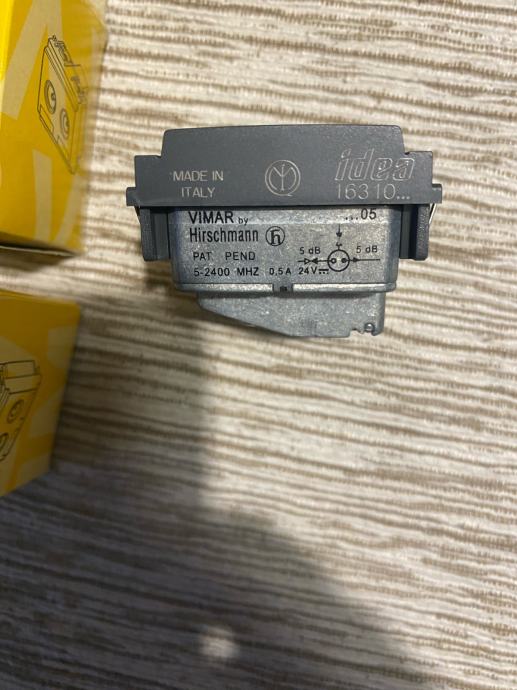 MADE IN
ITALY
idea
16310...
VIMAR by
...05
Hirschmann h
PAT PEND
5 dB
5 dB
5-2400 MHZ 0,5A 24V